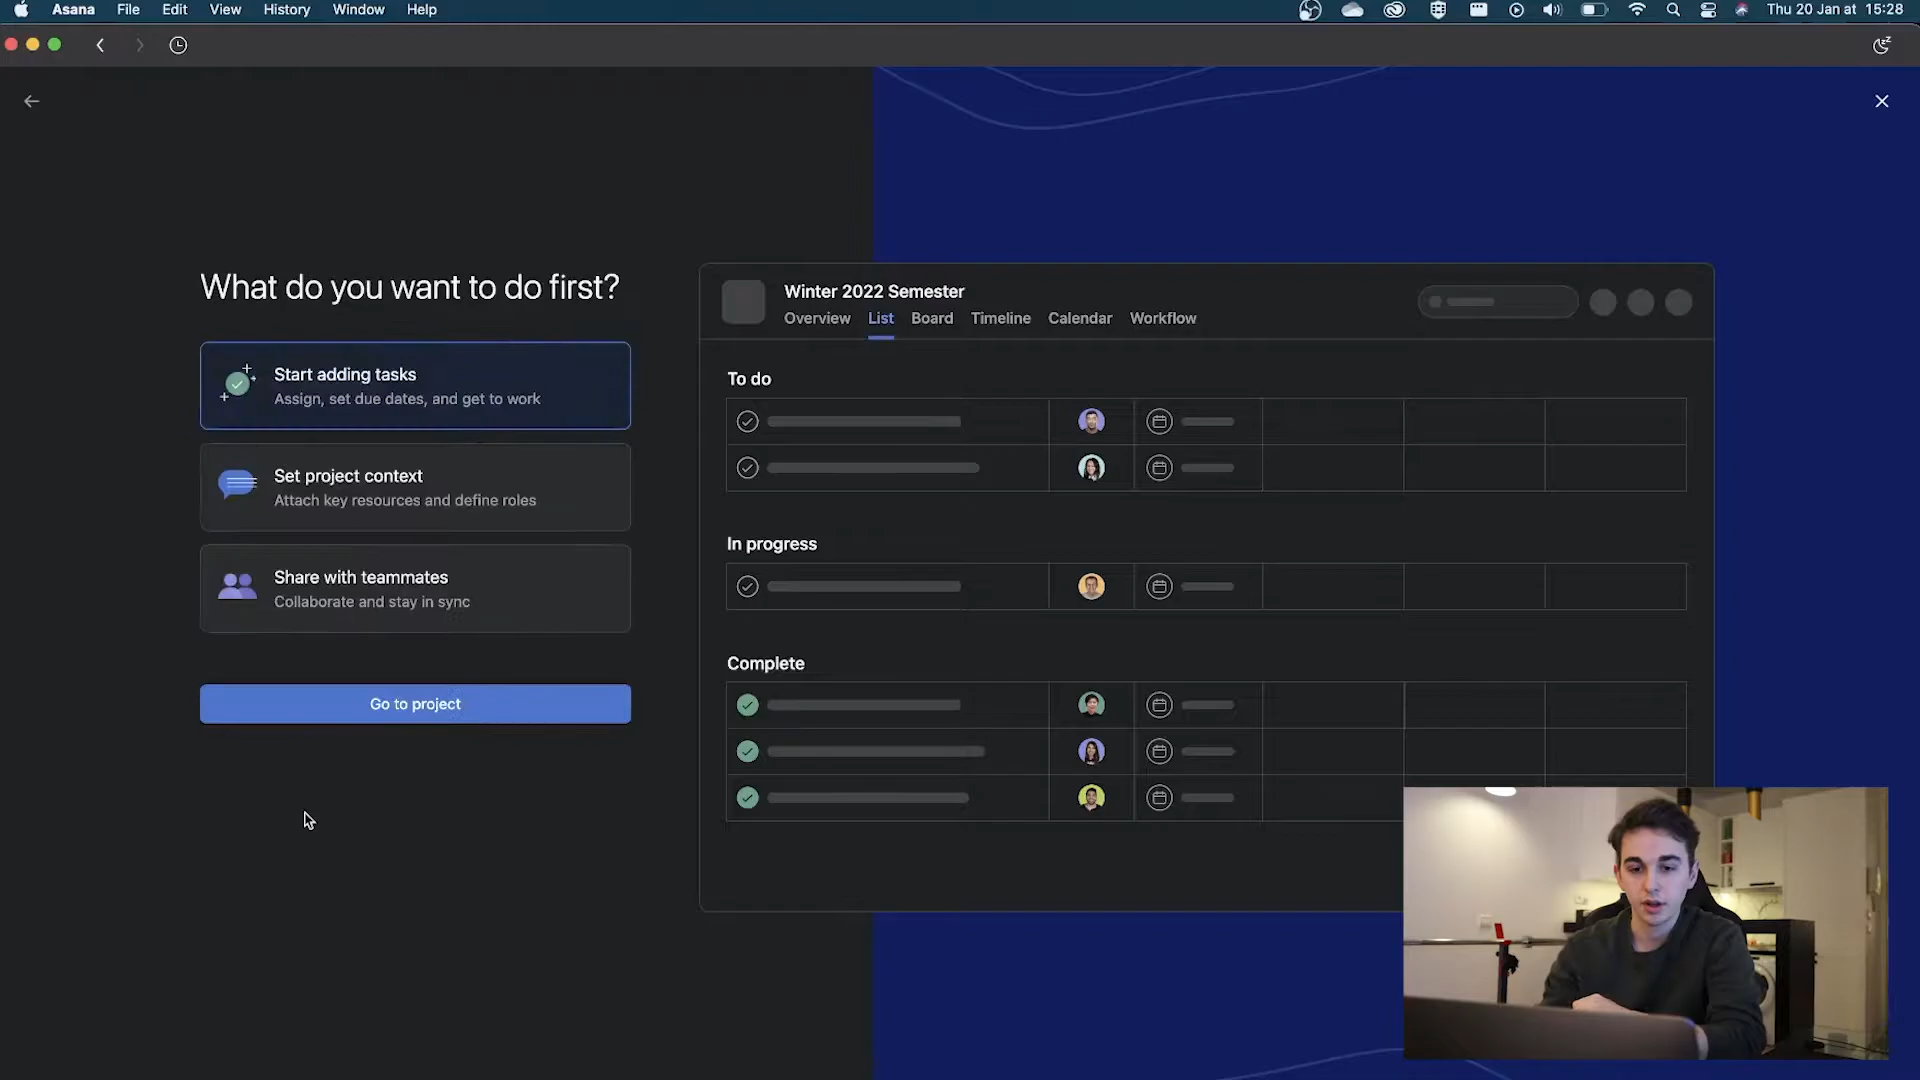 Asana File Edit View History Window Help
Thu 20 Jan at 15:28
What do you want to do first?
Start adding tasks
Assign, set due dates, and get to work
Set project context
Attach key resources and define roles
Share with teammates
Collaborate and stay in sync
Go to project
Winter 2022 Semester
Overview List Board Timeline Calendar Workflow
To do
In progress
Complete